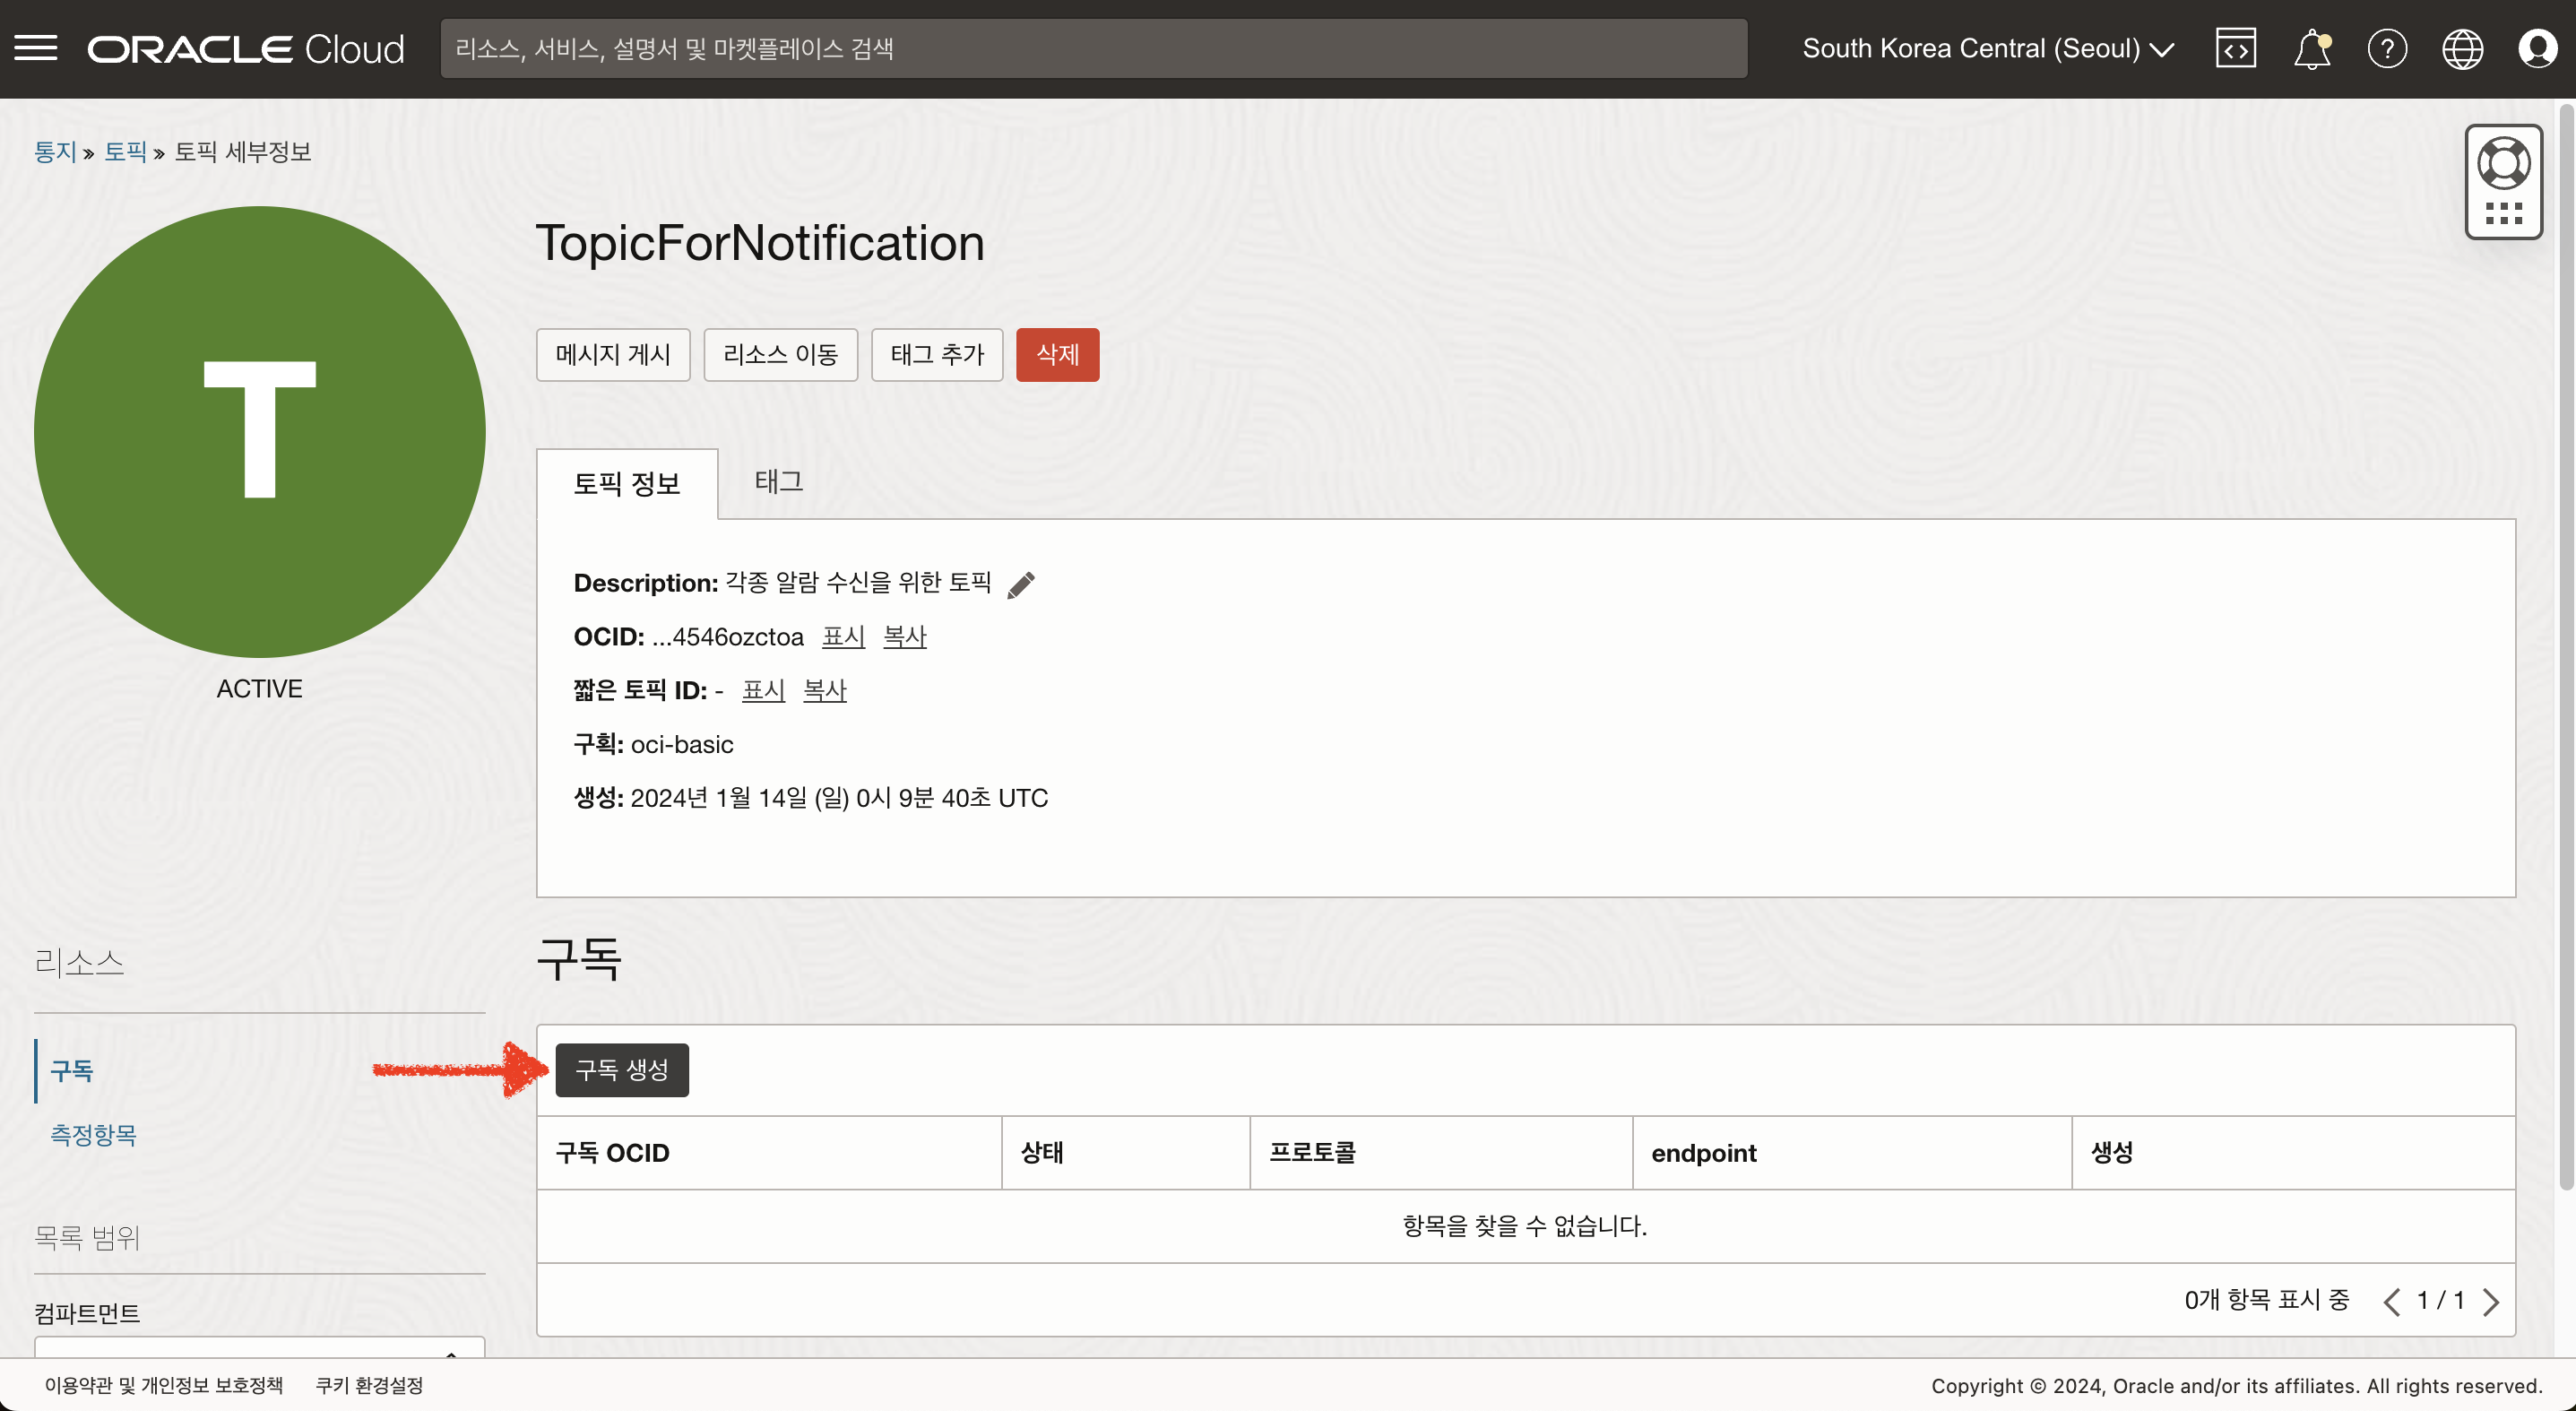 ORACLE Cloud
리소스, 서비스, 설명서 및 마켓플레이스 검색
South Korea Central (Seoul)
통지 » 토픽 » 토픽 세부정보
T
ACTIVE
TopicForNotification
메시지 게시 리소스 이동 태그 추가 삭제
토픽 정보 태그
Description: 각종 알람 수신을 위한 토픽
OCID: ...4546ozctoa 표시 복사
짧은 토픽 ID: - 표시 복사
구획: oci-basic
생성: 2024년 1월 14일 (일) 0시 9분 40초 UTC
리소스
구독
측정항목
목록 범위
컴파트먼트
구독
구독 생성
구독 OCID 상태 프로토콜 endpoint 생성
항목을 찾을 수 없습니다.
0개 항목 표시 중 1 / 1
이용약관 및 개인정보 보호정책 쿠키 환경설정
Copyright © 2024, Oracle and/or its affiliates. All rights reserved.